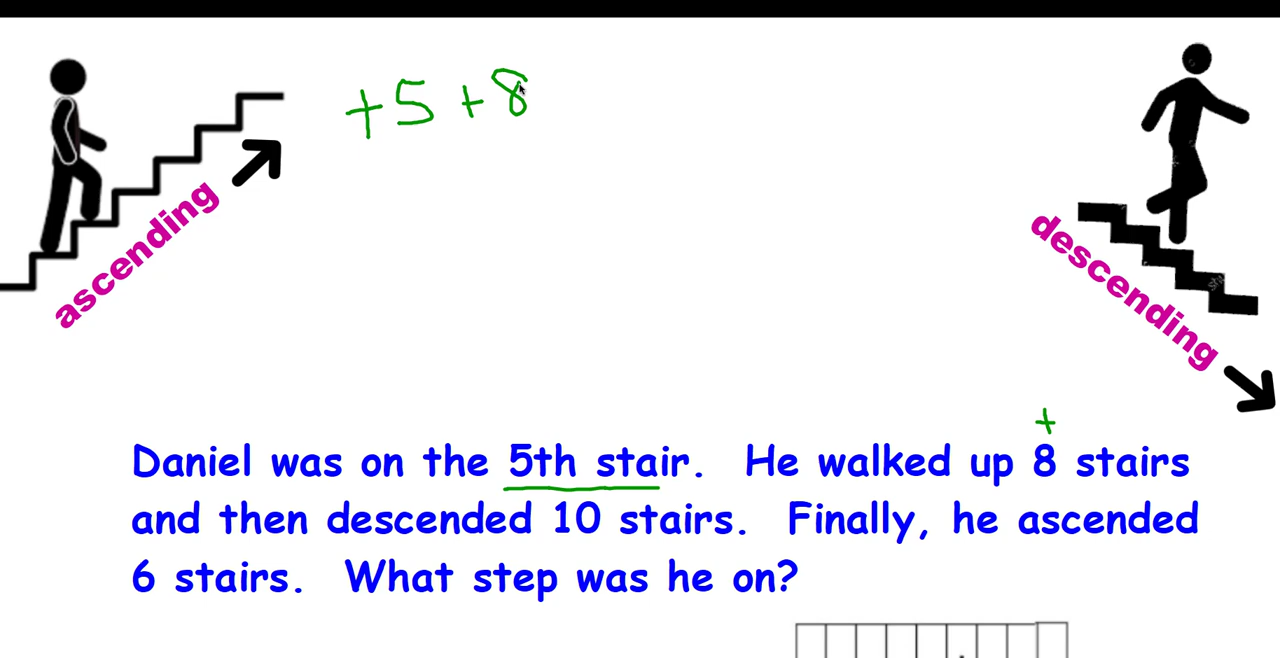 +5 +8
ascending
descending
+
Daniel was on the 5th stair. He walked up 8 stairs
and then descended 10 stairs. Finally, he ascended
6 stairs. What step was he on?